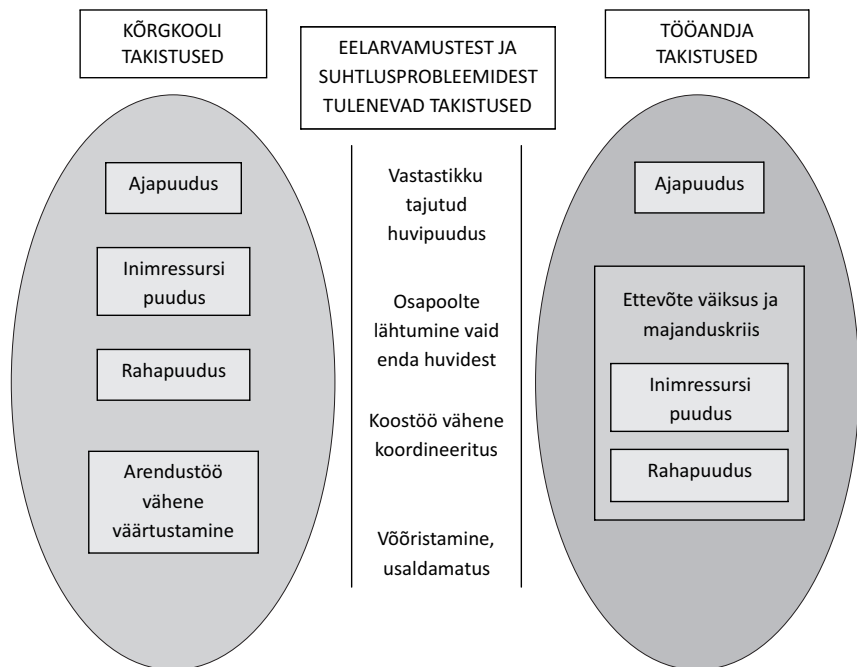 KÕRGKOOLI
TAKISTUSED
Ajapuudus
Inimressursi
puudus
Rahapuudus
Arendustöö
vähene
väärtustamine
EELARVAMUSTEST JA
SUHTLUSPROBLEEMIDEST
TULENEVAD TAKISTUSED
Vastastikku
tajutud
huvipuudus
Osapoolte
lähtumine vaid
enda huvidest
Koostöö vähene
koordineeritus
Võõristamine,
usaldamatus
TÖÖANDJA
TAKISTUSED
Ajapuudus
Ettevõte väiksus ja
majanduskriis
Inimressursi
puudus
Rahapuudus